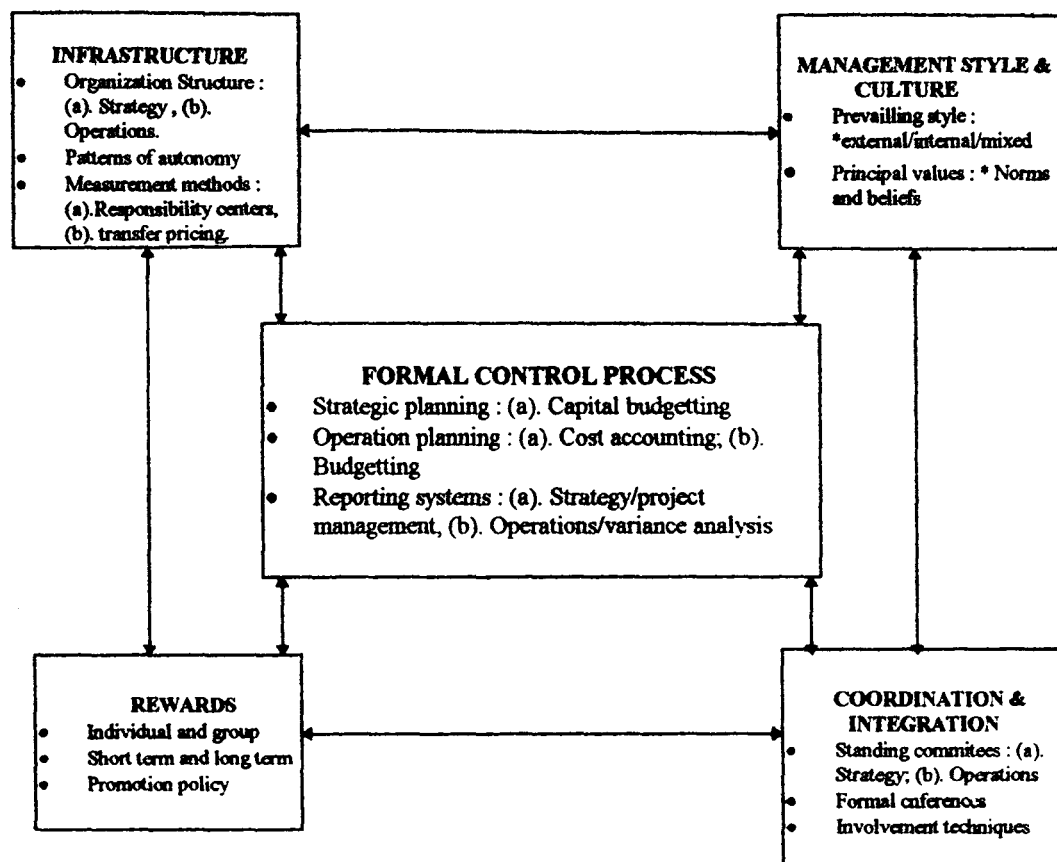 INFRASTRUCTURE
• Organization Structure :
(a). Strategy , (b).
Operations.
• Patterns of autonomy
• Measurement methods :
(a).Responsibility centers,
(b). transfer pricing.
MANAGEMENT STYLE &
CULTURE
• Prevailling style :
*external/internal/mixed
• Principal values : * Norms
and beliefs
FORMAL CONTROL PROCESS
• Strategic planning : (a). Capital budgetting
• Operation planning : (a). Cost accounting; (b).
Budgetting
• Reporting systems : (a). Strategy/project
management, (b). Operations/variance analysis
REWARDS
• Individual and group
• Short term and long term
• Promotion policy
COORDINATION &
INTEGRATION
• Standing commitees : (a).
Strategy; (b). Operations
• Formal cnferences
• Involvement techniques